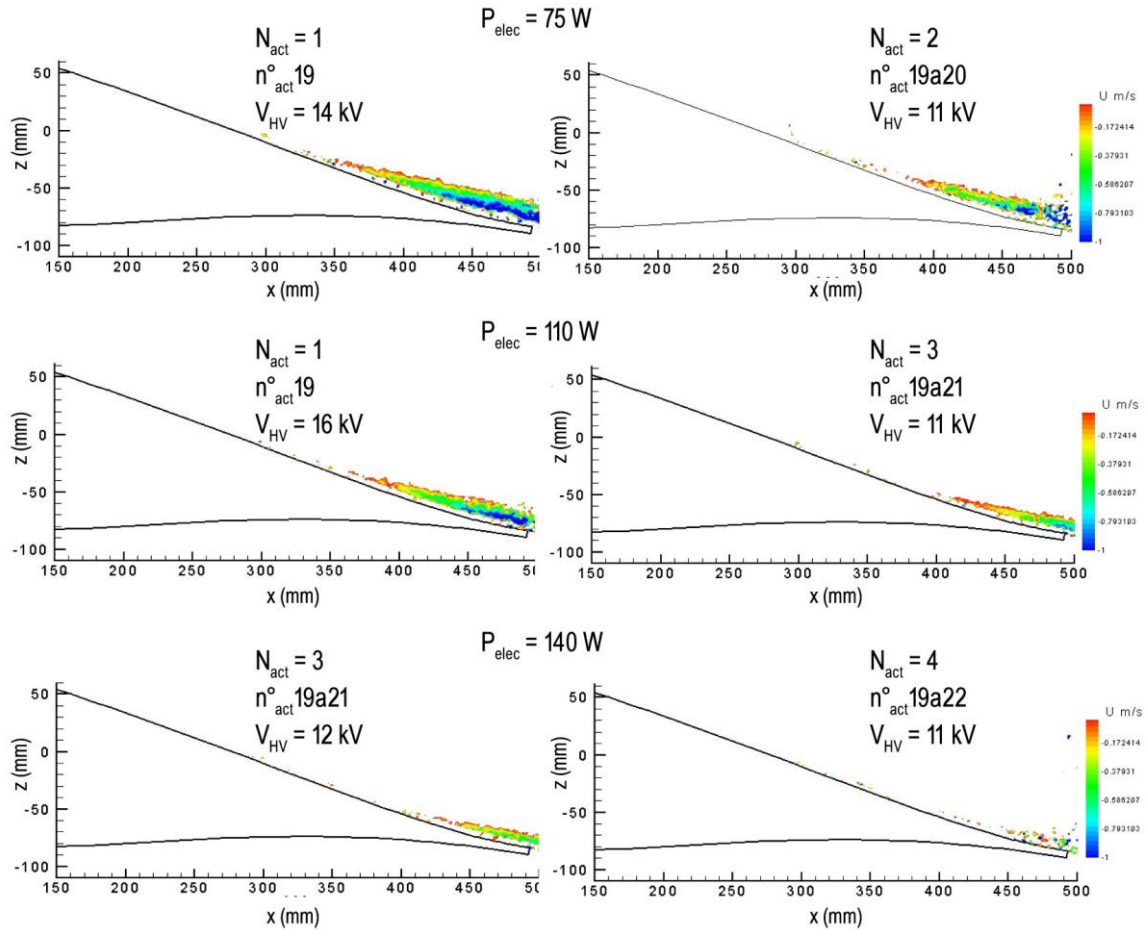 P_elec = 75 W
N_act = 1
n°_act19
V_HV = 14 kV
z (mm)
50
0
-50
-100
150 200 250 300 350 400 450 50
x (mm)
N_act = 2
n°_act19a20
V_HV = 11 kV
z (mm)
50
0
-50
-100
150 200 250 300 350 400 450 500
x (mm)
U m/s
-0.172414
-0.37931
-0.586207
-0.793103
-1
P_elec = 110 W
N_act = 1
n°_act19
V_HV = 16 kV
z (mm)
50
0
-50
-100
150 200 250 300 350 400 450 50
x (mm)
N_act = 3
n°_act19a21
V_HV = 11 kV
z (mm)
50
0
-50
-100
150 200 250 300 350 400 450 500
x (mm)
U m/s
-0.172414
-0.37931
-0.586207
-0.793103
-1
P_elec = 140 W
N_act = 3
n°_act19a21
V_HV = 12 kV
z (mm)
50
0
-50
-100
150 200 250 300 350 400 450 50
x (mm)
N_act = 4
n°_act19a22
V_HV = 11 kV
z (mm)
50
0
-50
-100
150 200 250 300 350 400 450 500
x (mm)
U m/s
-0.172414
-0.37931
-0.586207
-0.793103
-1